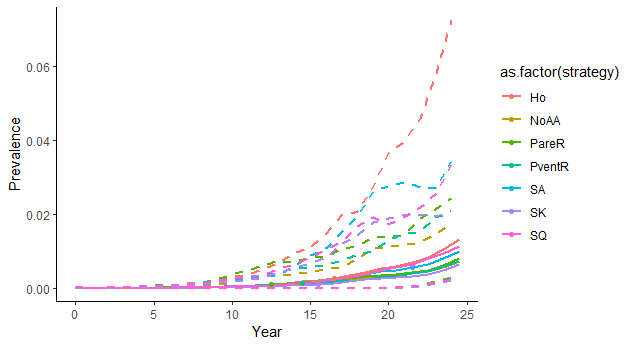 0.06
0.04
0.02
0.00
Prevalence
0
5
10
15
20
25
Year
as.factor(strategy)
Ho
NoAA
PareR
PventR
SA
SK
SQ